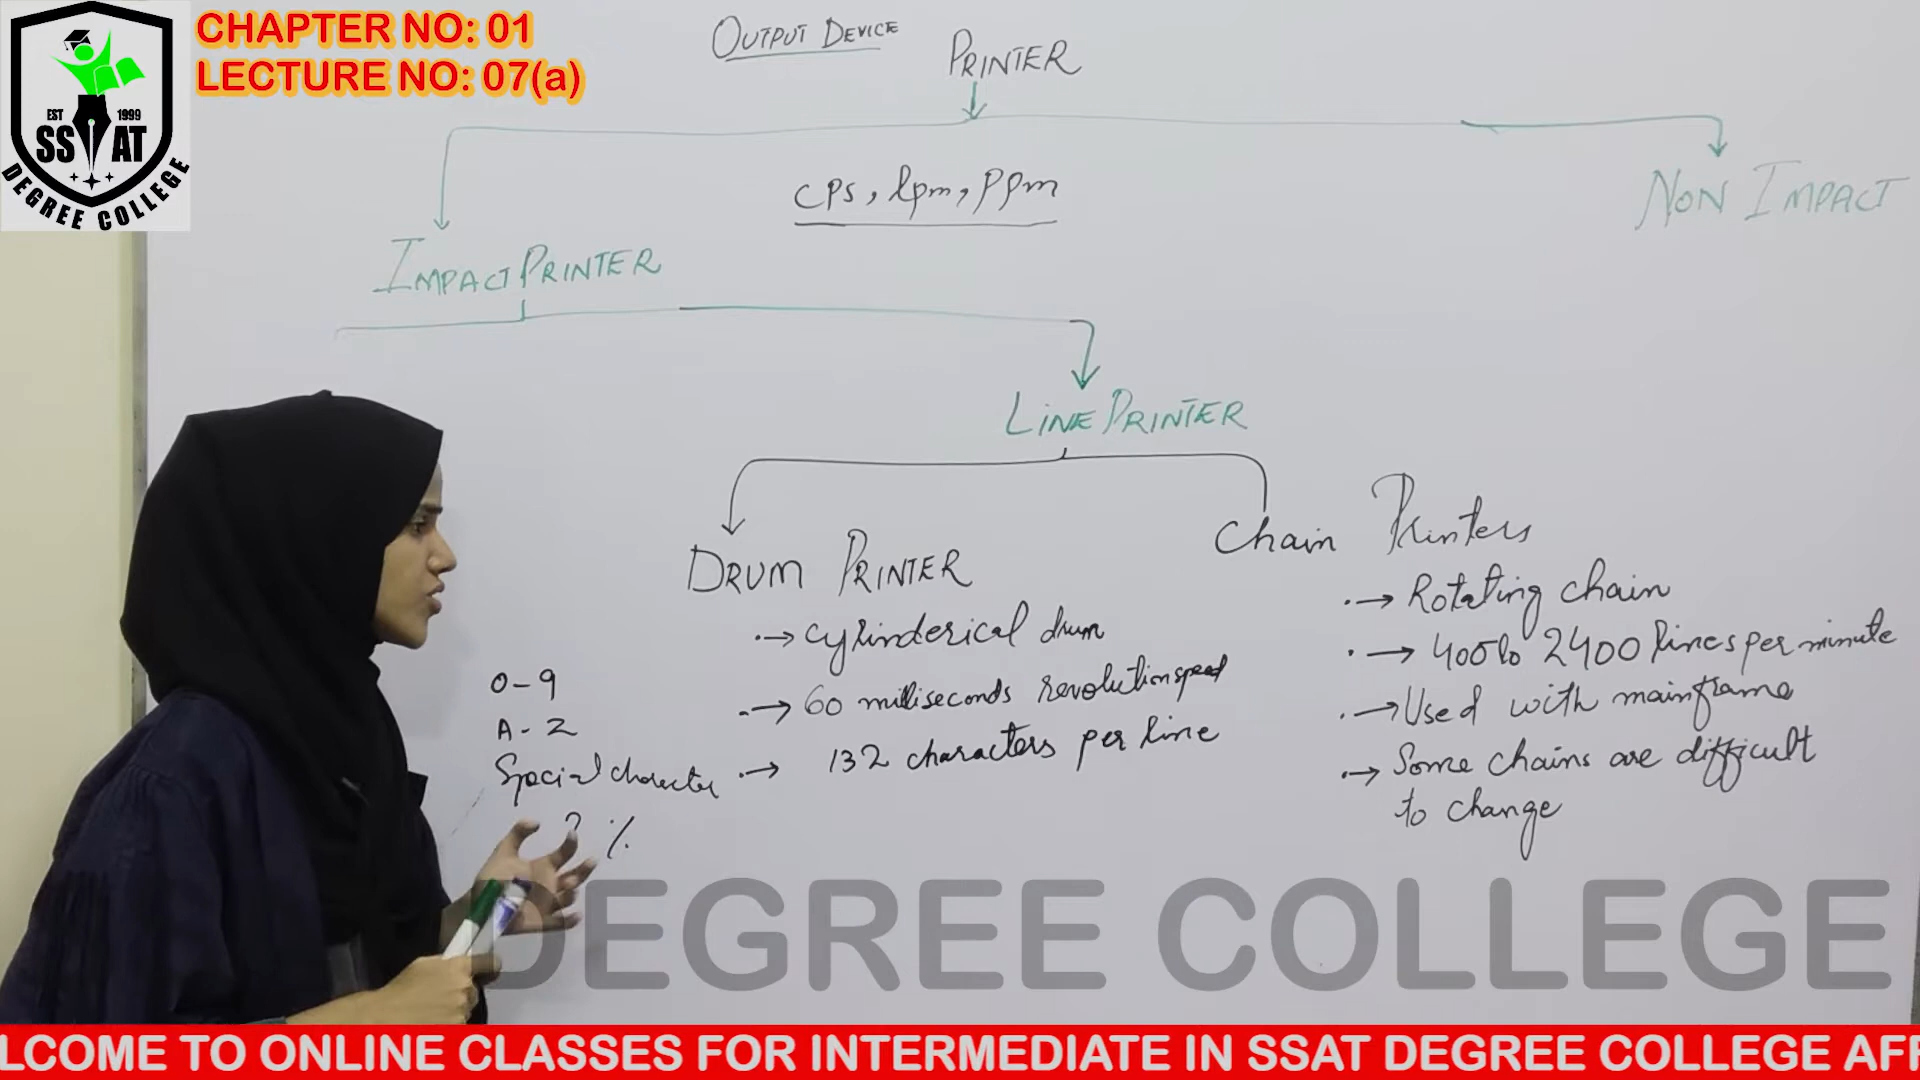 CHAPTER NO: 01
LECTURE NO: 07(a)
EST 1999
SS AT
DEGREE COLLEGE
OUTPUT DEVICE
PRINTER
cps, lpm, ppm
NON IMPACT
IMPACT PRINTER
LINE PRINTER
DRUM PRINTER
→ cylinderical drum
→ 60 milliseconds revolution speed
→ 132 characters per line
0-9
A-Z
Special character
? %
Chain Printers
→ Rotating chain
→ 400 to 2400 lines per minute
→ Used with mainframe
→ Some chains are difficult
to change
DEGREE COLLEGE
LCOME TO ONLINE CLASSES FOR INTERMEDIATE IN SSAT DEGREE COLLEGE AFF